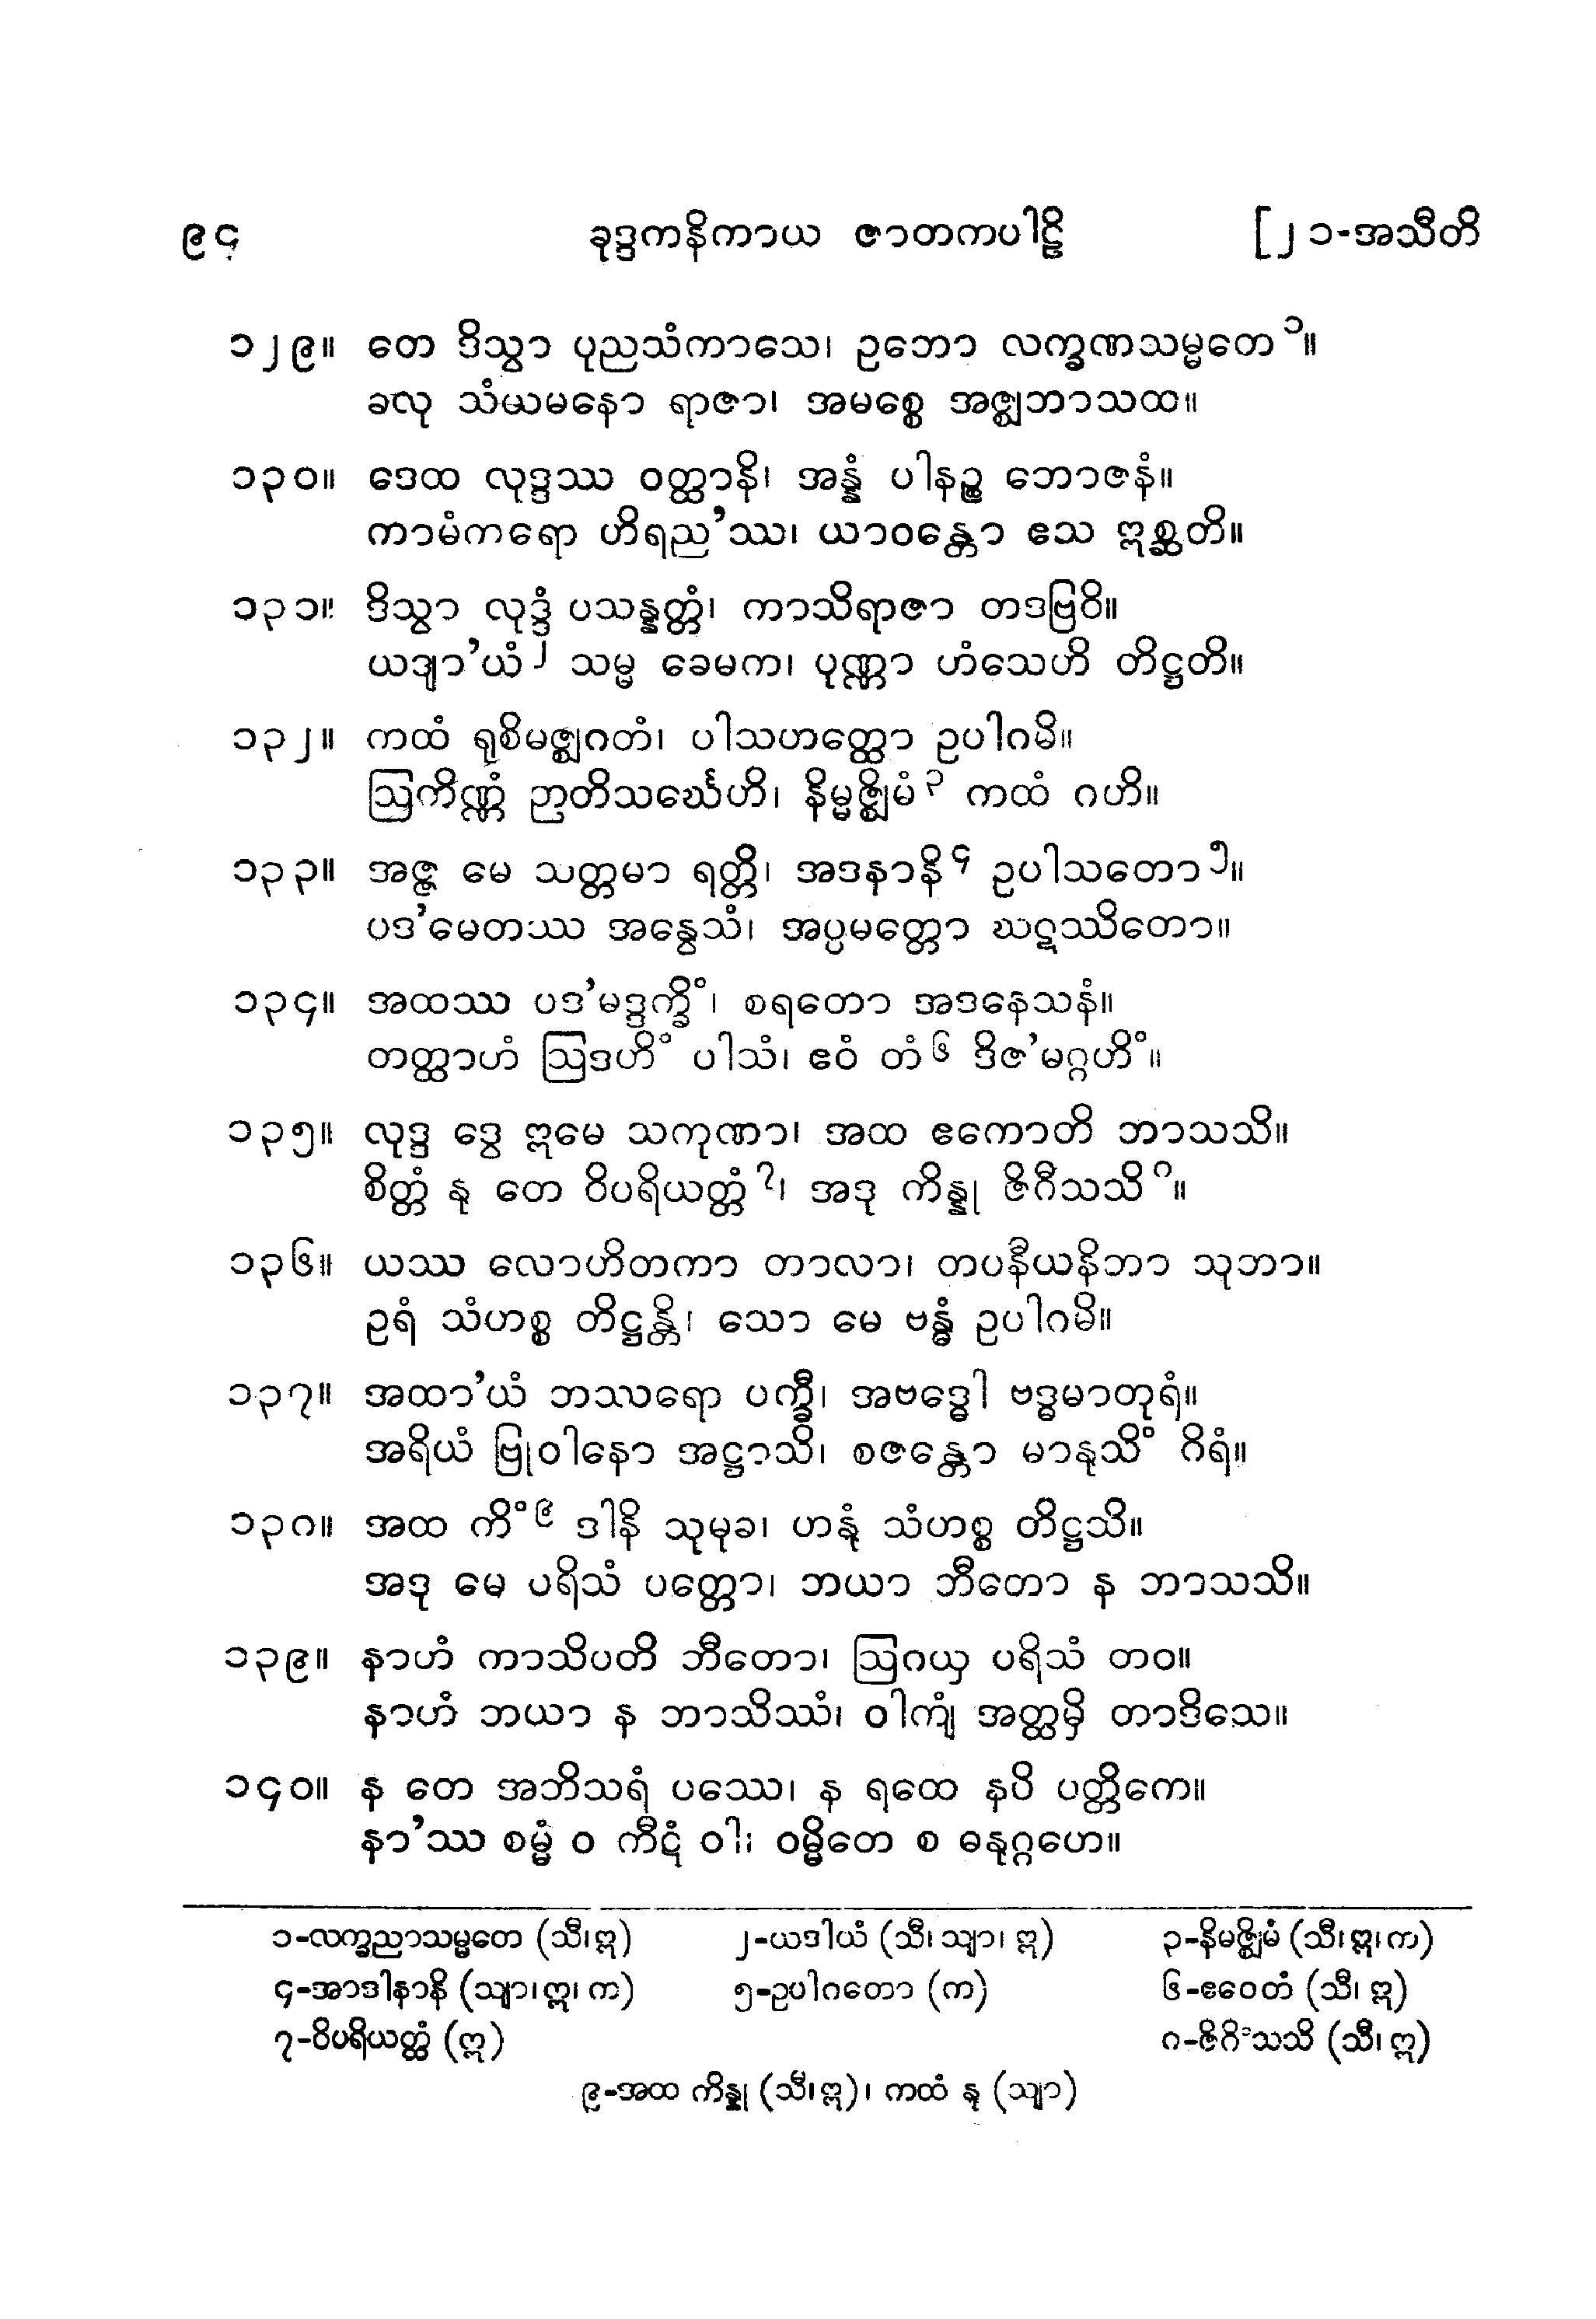 ၉၄ ခုဒ္ဒကနိကာယ ဇာတကပါဠိ [၂၁-အသီတိ
၁၂၉။ တေ ဒိသွာ ပုညသံကာသေ၊ ဥဘော လက္ခဏသမ္မတေ၁။
ခလု သံယမနော ရာဇာ၊ အမစ္စေ အဇ္ဈဘာသထ။
၁၃၀။ ဒေထ လုဒ္ဒဿ ဝတ္ထာနိ၊ အန္နံ ပါနဉ္စ ဘောဇနံ။
ကာမံကရော ဟိရည’ဿ၊ ယာဝန္တော ဧသ ဣစ္ဆတိ။
၁၃၁။ ဒိသွာ လုဒ္ဒံ ပသန္နတ္တံ၊ ကာသိရာဇာ တဒဗြဝိ။
ယဒျာ’ယံ၂ သမ္မ ခေမက၊ ပုဏ္ဏာ ဟံသေဟိ တိဋ္ဌတိ။
၁၃၂။ ကထံ ရုစိမဇ္ဈဂတံ၊ ပါသဟတ္ထော ဥပါဂမိ။
ဩကိဏ္ဏံ ဉာတိသင်္ဃေဟိ၊ နိမ္မဇ္ဈိမံ၃ ကထံ ဂဟိ။
၁၃၃။ အဇ္ဇ မေ သတ္တမာ ရတ္တိ၊ အဒနာနိ၄ ဥပါသတော၅။
ပဒ’မေတဿ အနွေသံ၊ အပ္ပမတ္တော ဃဋဿိတော။
၁၃၄။ အထဿ ပဒ’မဒ္ဒက္ခိံ၊ စရတော အဒနေသနံ။
တတ္ထာဟံ ဩဒဟိံ ပါသံ၊ ဧဝံ တံ၆ ဒိဇ’မဂ္ဂဟိံ။
၁၃၅။ လုဒ္ဒ ဒွေ ဣမေ သကုဏာ၊ အထ ဧကောတိ ဘာသသိ။
စိတ္တံ နု တေ ဝိပရိယတ္တံ၇၊ အဒု ကိန္နု ဇိဂီသသိ၈။
၁၃၆။ ယဿ လောဟိတကာ တာလာ၊ တပနီယနိဘာ သုဘာ။
ဥရံ သံဟစ္စ တိဋ္ဌန္တိ၊ သော မေ ဗန္ဓံ ဥပါဂမိ။
၁၃၇။ အထာ’ယံ ဘဿရော ပက္ခီ၊ အဗဒ္ဓေါ ဗဒ္ဓမာတုရံ။
အရိယံ ဗြုဝါနော အဋ္ဌာသိ၊ စဇန္တော မာနုသိံ ဂိရံ။
၁၃၈။ အထ ကိံ၉ ဒါနိ သုမုခ၊ ဟနုံ သံဟစ္စ တိဋ္ဌသိ။
အဒု မေ ပရိသံ ပတ္တော၊ ဘယာ ဘီတော န ဘာသသိ။
၁၃၉။ နာဟံ ကာသိပတိ ဘီတော၊ ဩဂယှ ပရိသံ တဝ။
နာဟံ ဘယာ န ဘာသိဿံ၊ ဝါကျံ အတ္ထမှိ တာဒိသေ။
၁၄၀။ န တေ အဘိသရံ ပဿေ၊ န ရထေ နပိ ပတ္တိကေ။
နာ’ဿ စမ္မံ ဝ ကီဋံ ဝါ၊ ဝမ္မိတေ စ ဓနုဂ္ဂဟေ။
၁-လက္ခညာသမ္မတေ (သီ၊ဣ) ၂-ယဒါယံ (သီ၊ သျာ၊ ဣ) ၃-နိမဇ္ဈိမံ (သီ၊ဣ၊က)
၄-အာဒါနာနိ (သျာ၊ဣ၊ က) ၅-ဥပါဂတော (က) ၆-ဧဝေတံ (သီ၊ ဣ)
၇-ဝိပရိယတ္ထံ (ဣ) ၈-ဇိဂိံသသိ (သီ၊ ဣ)
၉-အထ ကိန္နု (သီ၊ဣ)၊ ကထံ နု (သျာ)